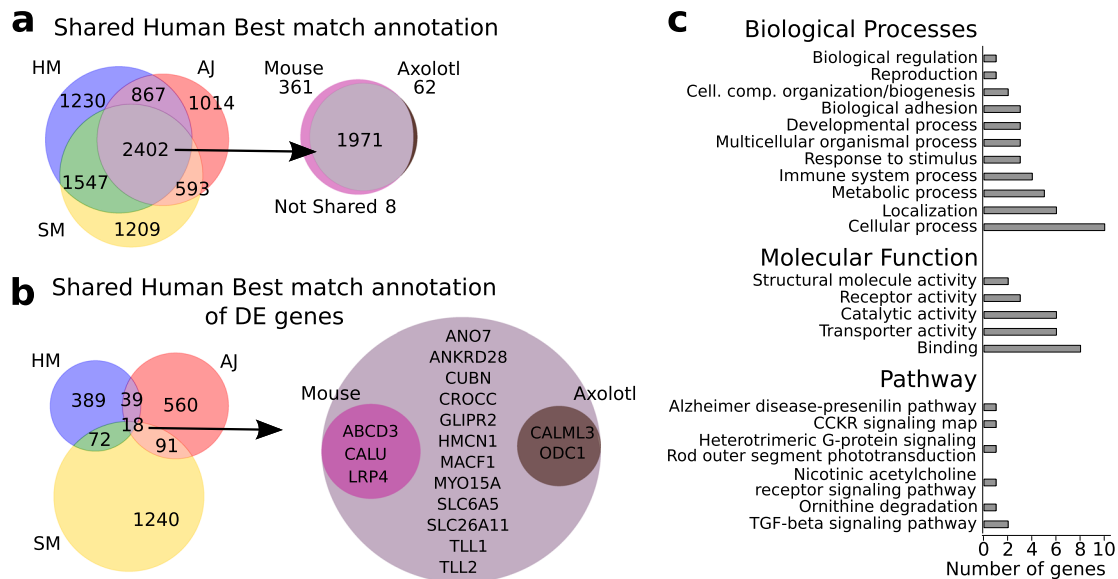 a
Shared Human Best match annotation
HM
AJ
1230
867
1014
2402
1547
593
SM
1209
Mouse
361
Axolotl
62
1971
Not Shared 8
b
Shared Human Best match annotation
of DE genes
HM
AJ
389
39
560
18
72
91
1240
SM
Mouse
Axolotl
ABCD3
CALU
LRP4
ANO7
ANKRD28
CUBN
CROCC
GLIPR2
HMCN1
MACF1
MYO15A
SLC6A5
SLC26A11
TLL1
TLL2
CALML3
ODC1
c
Biological Processes
Biological regulation
Reproduction
Cell. comp. organization/biogenesis
Biological adhesion
Developmental process
Multicellular organismal process
Response to stimulus
Immune system process
Metabolic process
Localization
Cellular process
Molecular Function
Structural molecule activity
Receptor activity
Catalytic activity
Transporter activity
Binding
Pathway
Alzheimer disease-presenilin pathway
CCKR signaling map
Heterotrimeric G-protein signaling
Rod outer segment phototransduction
Nicotinic acetylcholine
receptor signaling pathway
Ornithine degradation
TGF-beta signaling pathway
0 2 4 6 8 10
Number of genes